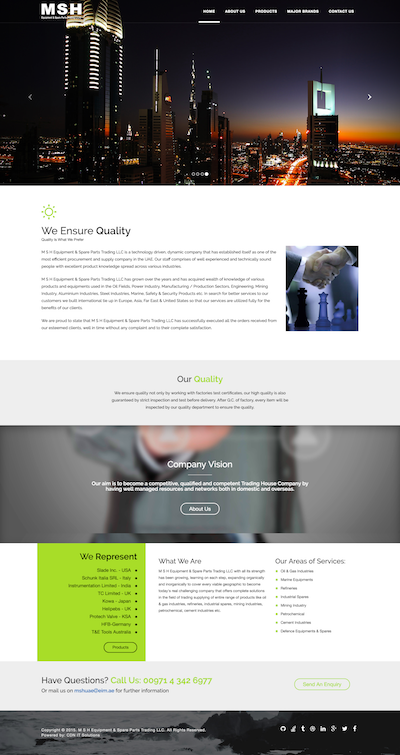 MSH
Equipment & Spare Parts
HOME ABOUT US PRODUCTS MAJOR BRANDS CONTACT US
We Ensure Quality
Quality is What We Prefer
M S H Equipment & Spare Parts Trading LLC is a technology driven, dynamic company that has established itself as one of the
most efficient procurement and supply company in the UAE. Our staff comprises of well experienced and technically sound
people with excellent product knowledge spread across various industries.
M S H Equipment & Spare Parts Trading LLC has grown over the years and has acquired wealth of knowledge of various
products and equipments used in the Oil Fields, Power Industry, Manufacturing / Production Sectors, Engineering, Mining
Industry, Aluminium Industries, Steel Industries, Marine, Safety & Security Products etc. In search for better services to our
customers we built international tie up in Europe, Asia, Far East & United States so that our services are utilized fully for the
benefits of our clients.
We are proud to state that M S H Equipment & Spare Parts Trading LLC has successfully executed all the orders received from
our esteemed clients, well in time without any complaint and to their complete satisfaction.
Our Quality
We ensure quality not only by working with factories test certificates, our high quality is also
guaranteed by strict inspection and test before delivery. After Q.C. of factory, every item will be
inspected by our quality department to ensure the quality.
Company Vision
Our aim is to become a competitive, qualified and competent Trading House Company by
having well managed resources and networks both in domestic and overseas.
About Us
We Represent
Slade Inc. - USA
Schunk Italia SRL - Italy
Instrumentation Limited - India
TC Limited - UK
Kowa - Japan
Helipebs - UK
Protech Valve - KSA
HFB-Germany
T&E Tools Australia
Products
What We Are
M S H Equipment & Spare Parts Trading LLC with all its strength
has been growing, learning on each step, expanding organically
and inorganically to cover every viable geographic to become
today's real challenging company that offers complete solutions
in the field of trading supplying of entire range of products like oil
& gas industries, refineries, industrial spares, mining industries,
petrochemical, cement industries etc.
Our Areas of Services:
Oil & Gas Industries
Marine Equipments
Refineries
Industrial Spares
Mining Industry
Petrochemical
Cement Industries
Defence Equipments & Spares
Have Questions? Call Us: 00971 4 342 6977
Or mail us on mshuae@eim.ae for further information
Send An Enquiry
Copyright © 2015. M S H Equipment & Spare Parts Trading LLC. All Rights Reserved.
Powered by: CDN IT Solutions